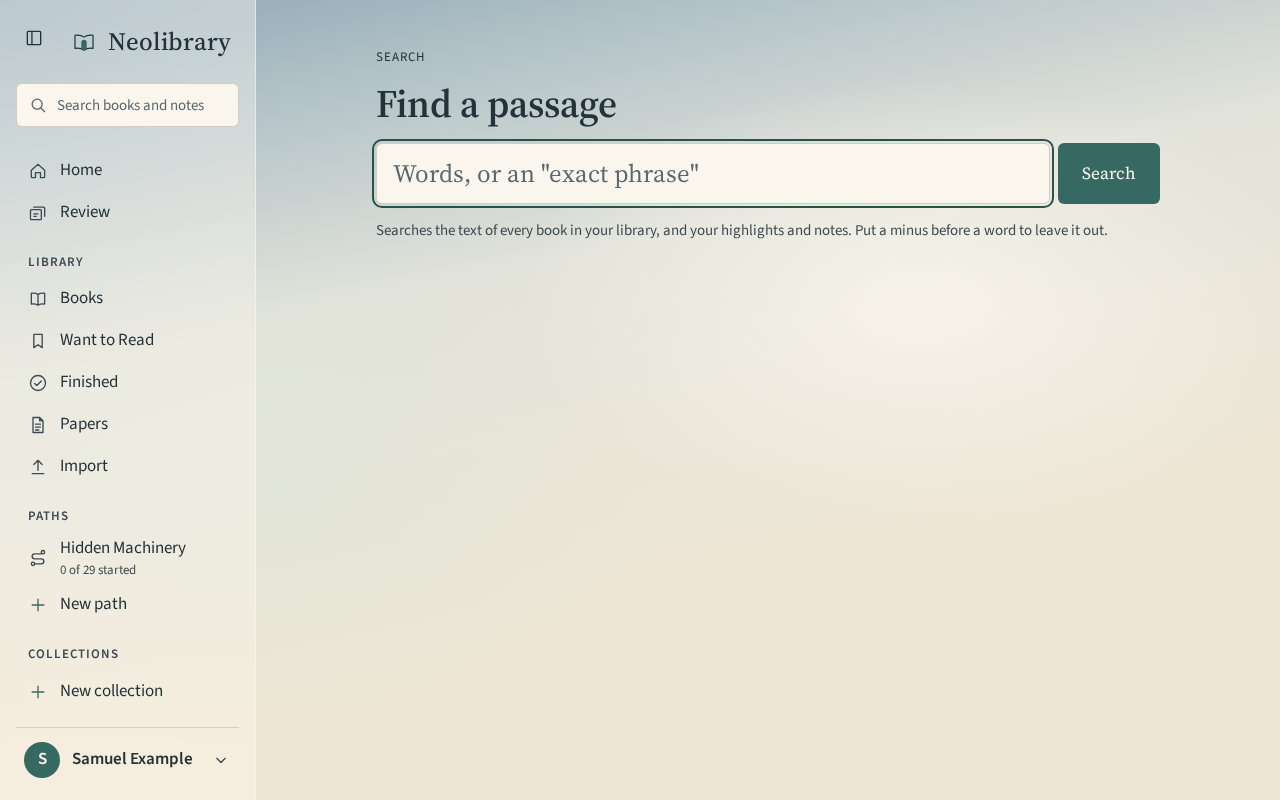 Neolibrary
Search books and notes
Home
Review
LIBRARY
Books
Want to Read
Finished
Papers
Import
PATHS
Hidden Machinery
0 of 29 started
New path
COLLECTIONS
New collection
S
Samuel Example
SEARCH
Find a passage
Words, or an "exact phrase"
Search
Searches the text of every book in your library, and your highlights and notes. Put a minus before a word to leave it out.